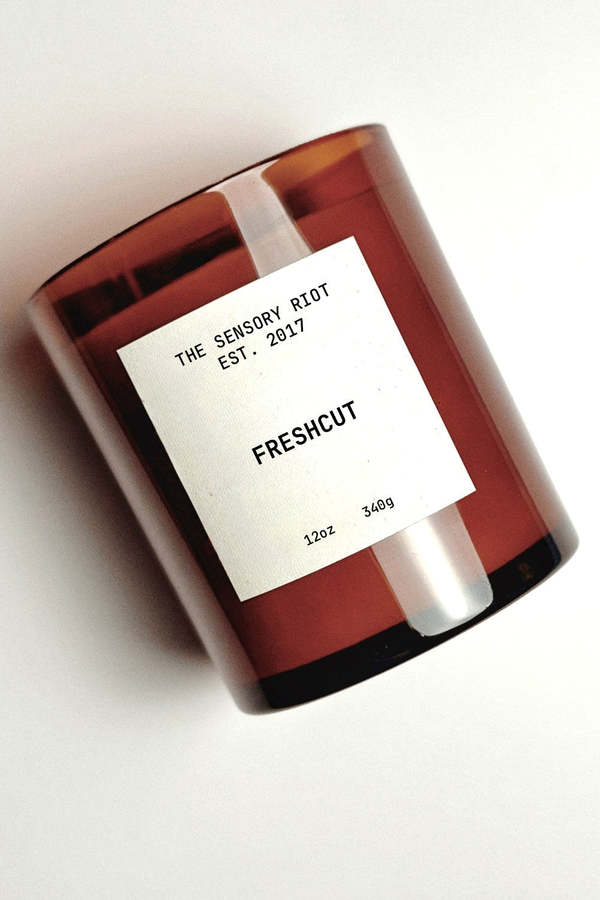 THE SENSORY RIOT
EST. 2017
FRESHCUT
12oz 340g